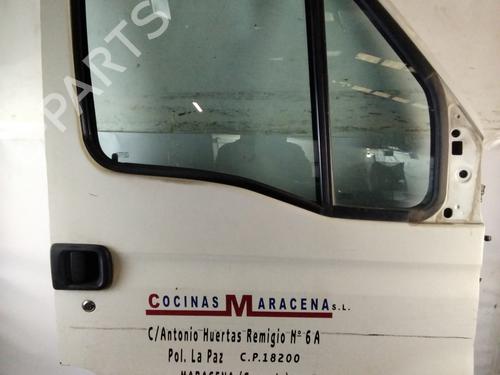 PARTS
COCINAS MARACENA S.L.
C/Antonio Huertas Remigio Nº 6A
Pol. La Paz C.P.18200